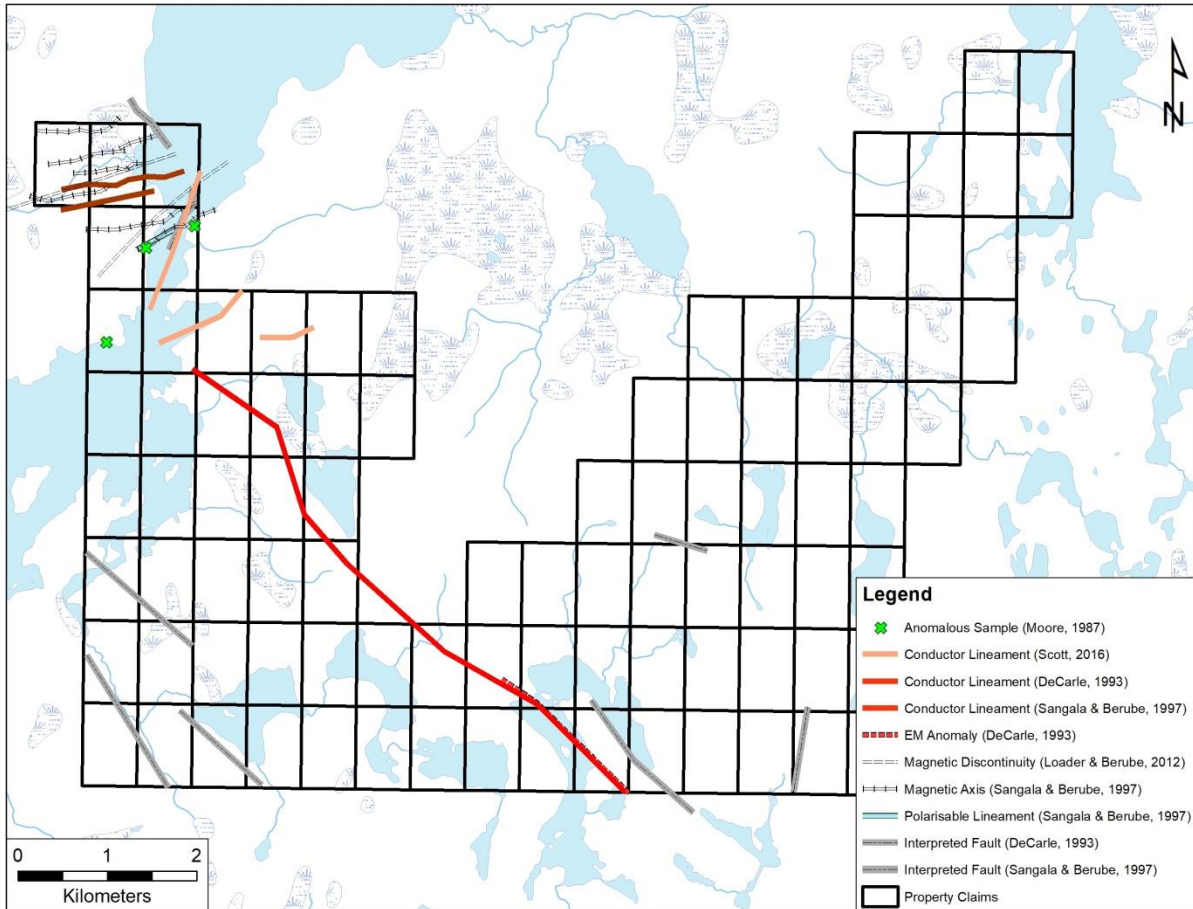 N
Legend
Anomalous Sample (Moore, 1987)
Conductor Lineament (Scott, 2016)
Conductor Lineament (DeCarle, 1993)
Conductor Lineament (Sangala & Berube, 1997)
EM Anomaly (DeCarle, 1993)
Magnetic Discontinuity (Loader & Berube, 2012)
Magnetic Axis (Sangala & Berube, 1997)
Polarisable Lineament (Sangala & Berube, 1997)
Interpreted Fault (DeCarle, 1993)
Interpreted Fault (Sangala & Berube, 1997)
Property Claims
0 1 2
Kilometers